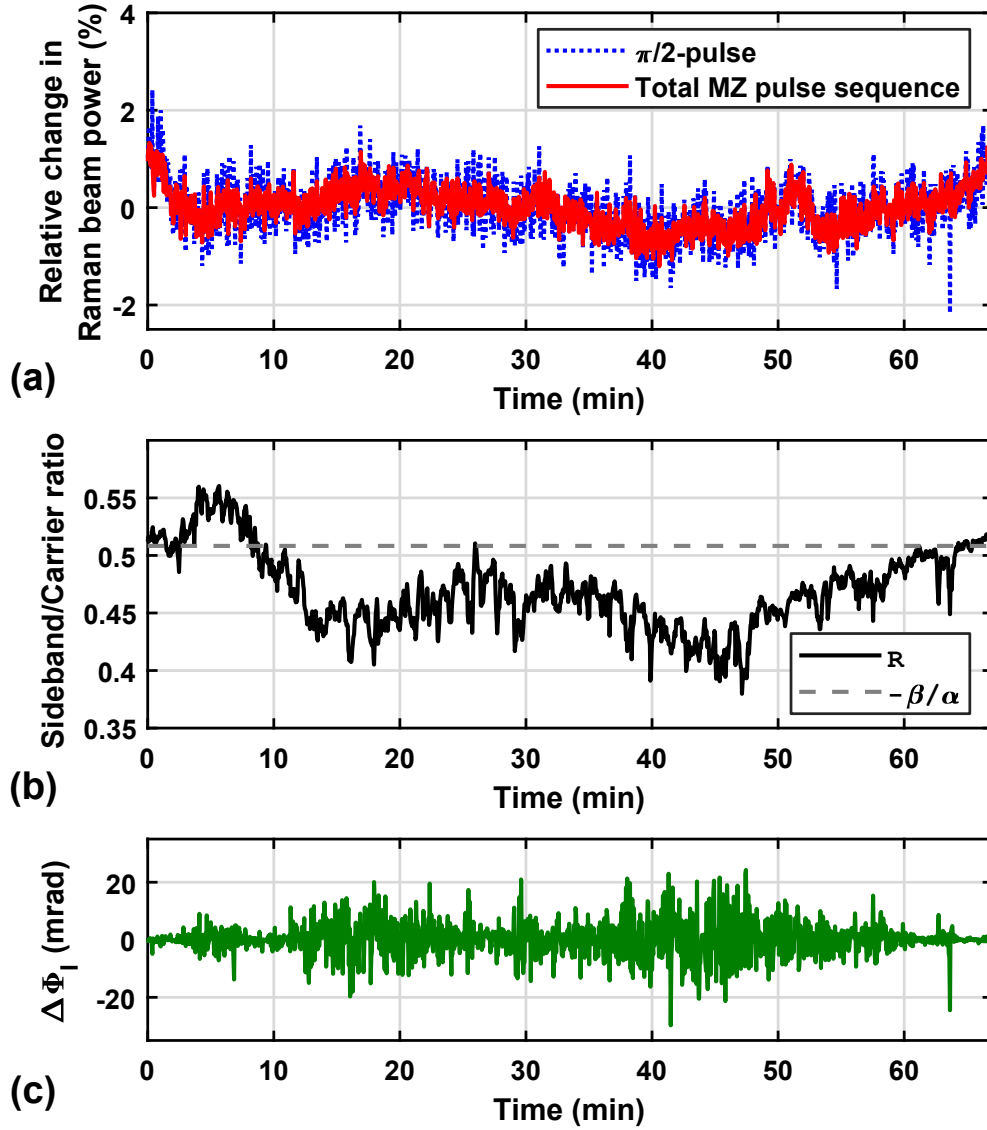 Relative change in
Raman beam power (%)
4
2
0
-2
π/2-pulse
Total MZ pulse sequence
0 10 20 30 40 50 60
Time (min)
(a)
Sideband/Carrier ratio
0.55
0.5
0.45
0.4
0.35
R
-β/α
0 10 20 30 40 50 60
Time (min)
(b)
ΔΦI (mrad)
20
0
-20
0 10 20 30 40 50 60
Time (min)
(c)